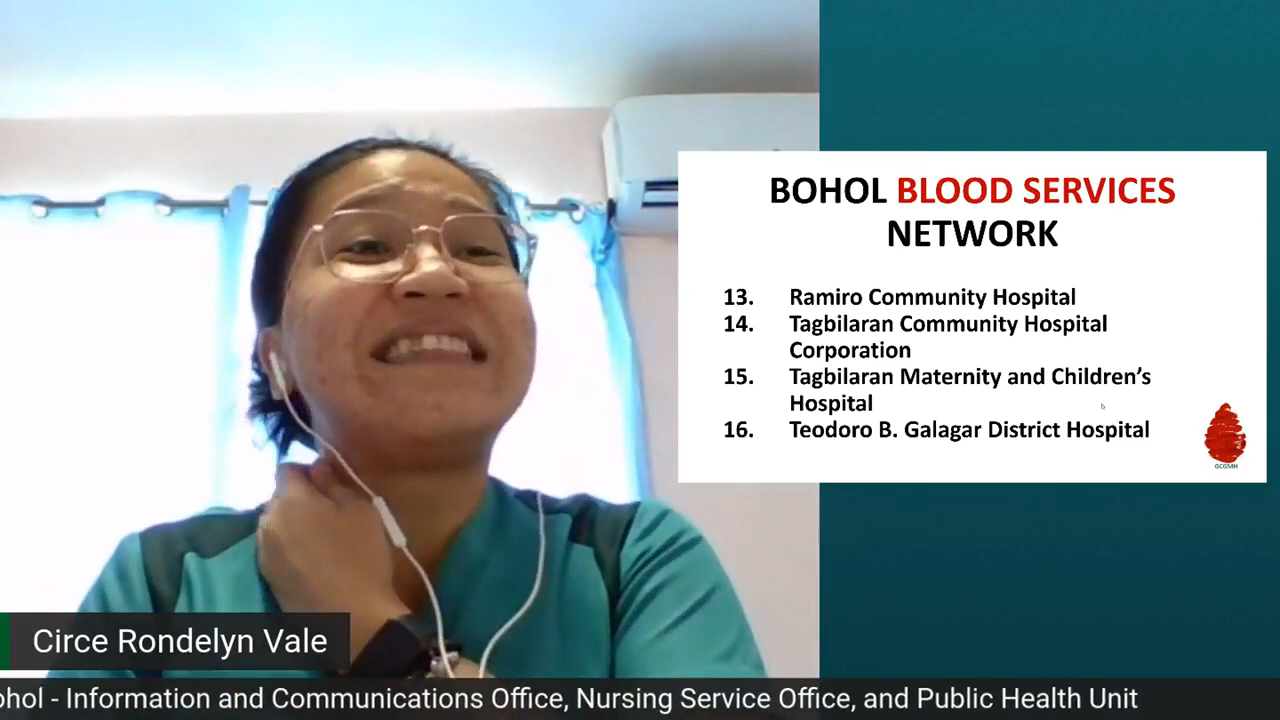 BOHOL BLOOD SERVICES
NETWORK
13. Ramiro Community Hospital
14. Tagbilaran Community Hospital
Corporation
15. Tagbilaran Maternity and Children's
Hospital
16. Teodoro B. Galagar District Hospital
GCGMH
Circe Rondelyn Vale
ohol - Information and Communications Office, Nursing Service Office, and Public Health Unit